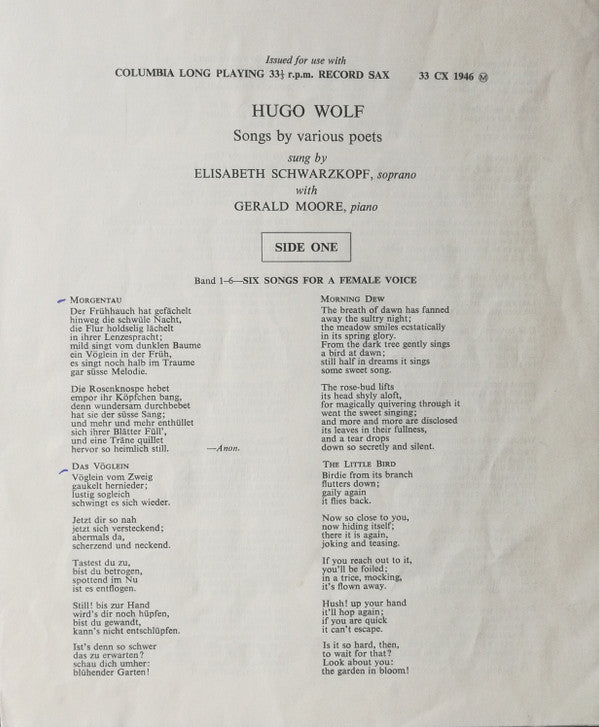 Issued for use with
COLUMBIA LONG PLAYING 33⅓ r.p.m. RECORD SAX 33 CX 1946 Ⓜ
HUGO WOLF
Songs by various poets
sung by
ELISABETH SCHWARZKOPF, soprano
with
GERALD MOORE, piano
SIDE ONE
Band 1–6—SIX SONGS FOR A FEMALE VOICE
MORGENTAU
Der Frühhauch hat gefächelt
hinweg die schwüle Nacht,
die Flur holdselig lächelt
in ihrer Lenzespracht;
mild singt vom dunklen Baume
ein Vöglein in der Früh,
es singt noch halb im Traume
gar süsse Melodie.
Die Rosenknospe hebet
empor ihr Köpfchen bang,
denn wundersam durchbebet
hat sie der süsse Sang;
und mehr und mehr enthüllet
sich ihrer Blätter Füll',
und eine Träne quillet
hervor so heimlich still. —Anon.
DAS VÖGLEIN
Vöglein vom Zweig
gaukelt hernieder;
lustig sogleich
schwingt es sich wieder.
Jetzt dir so nah
jetzt sich versteckend;
abermals da,
scherzend und neckend.
Tastest du zu,
bist du betrogen,
spottend im Nu
ist es entflogen.
Still! bis zur Hand
wird's dir noch hüpfen,
bist du gewandt,
kann's nicht entschlüpfen.
Ist's denn so schwer
das zu erwarten?
schau dich umher:
blühender Garten!
MORNING DEW
The breath of dawn has fanned
away the sultry night;
the meadow smiles ecstatically
in its spring glory.
From the dark tree gently sings
a bird at dawn;
still half in dreams it sings
some sweet song.
The rose-bud lifts
its head shyly aloft,
for magically quivering through it
went the sweet singing;
and more and more are disclosed
its leaves in their fullness,
and a tear drops
down so secretly and silent.
THE LITTLE BIRD
Birdie from its branch
flutters down;
gaily again
it flies back.
Now so close to you,
now hiding itself;
there it is again,
joking and teasing.
If you reach out to it,
you'll be foiled;
in a trice, mocking,
it's flown away.
Hush! up your hand
it'll hop again;
if you are quick
it can't escape.
Is it so hard, then,
to wait for that?
Look about you:
the garden in bloom!